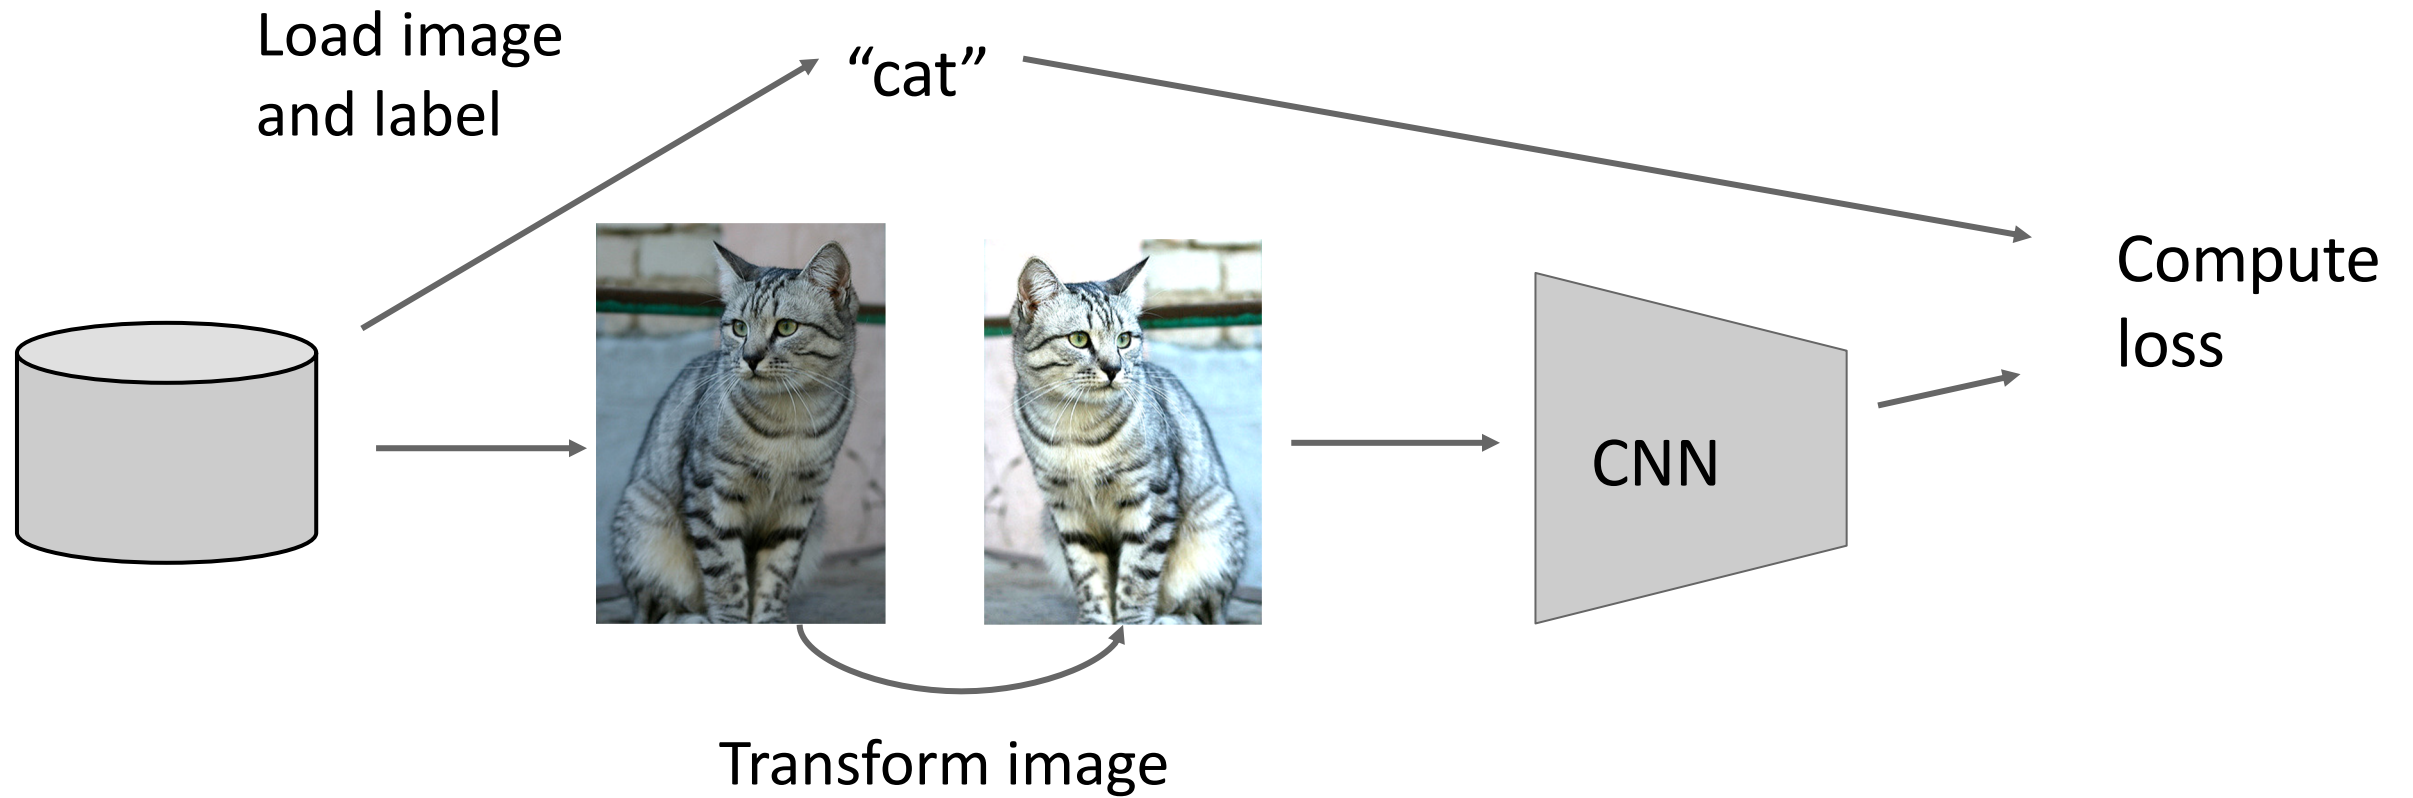 Load image
and label
“cat”
Compute
loss
CNN
Transform image